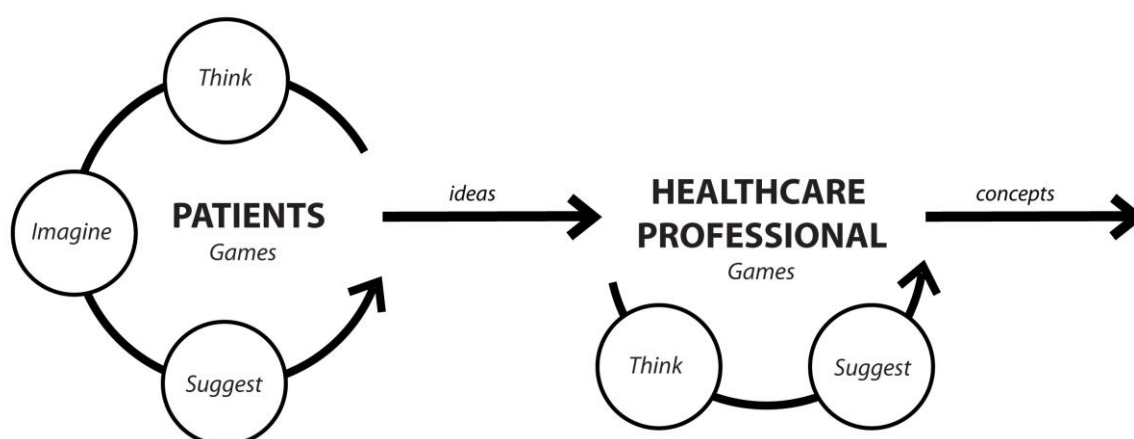 Think
Imagine
PATIENTS
Games
Suggest
ideas
HEALTHCARE
PROFESSIONAL
Games
Think
Suggest
concepts